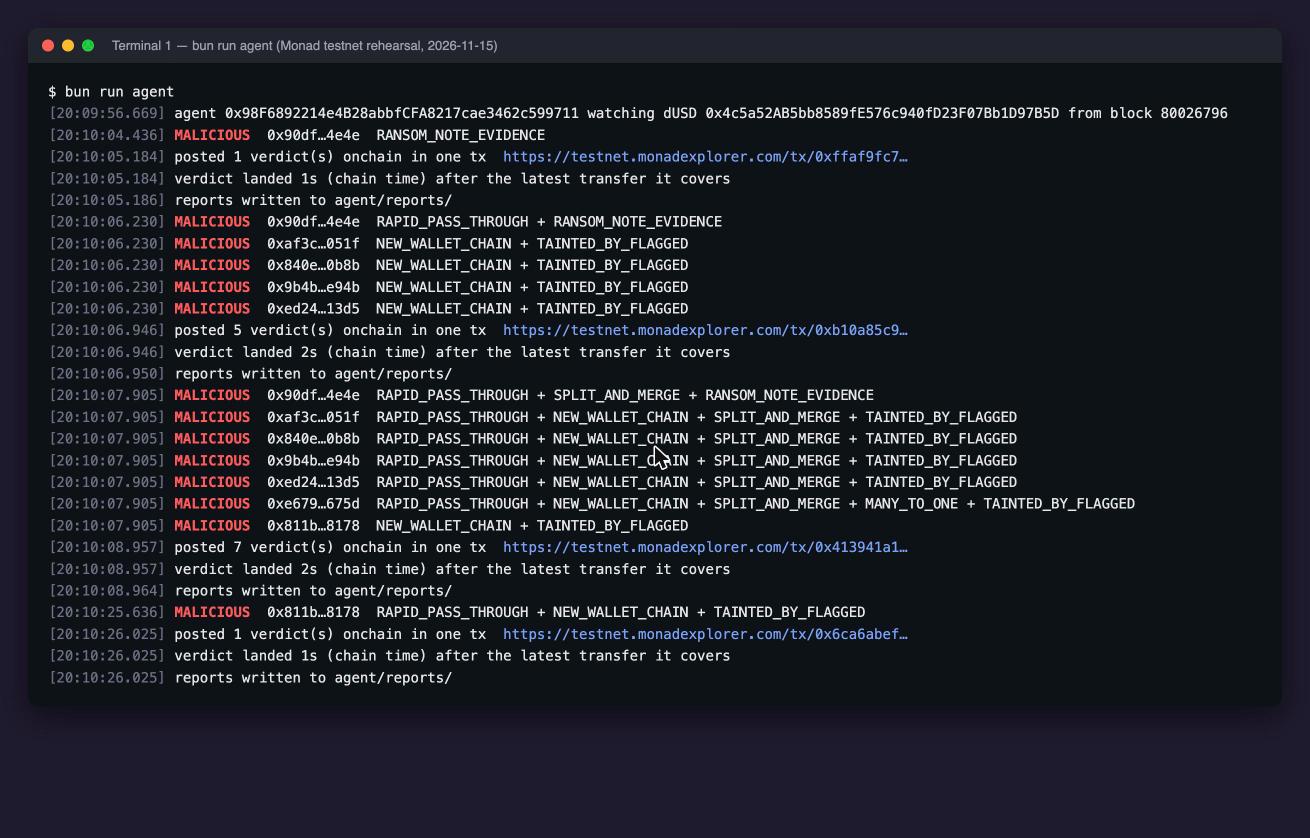 Terminal 1 — bun run agent (Monad testnet rehearsal, 2026-11-15)
$ bun run agent
[20:09:56.669] agent 0x98F6892214e4B28abbfCFA8217cae3462c599711 watching dUSD 0x4c5a52AB5bb8589fE576c940fD23F07Bb1D97B5D from block 80026796
[20:10:04.436] MALICIOUS 0x90df…4e4e RANSOM_NOTE_EVIDENCE
[20:10:05.184] posted 1 verdict(s) onchain in one tx https://testnet.monadexplorer.com/tx/0xffaf9fc7…
[20:10:05.184] verdict landed 1s (chain time) after the latest transfer it covers
[20:10:05.186] reports written to agent/reports/
[20:10:06.230] MALICIOUS 0x90df…4e4e RAPID_PASS_THROUGH + RANSOM_NOTE_EVIDENCE
[20:10:06.230] MALICIOUS 0xaf3c…051f NEW_WALLET_CHAIN + TAINTED_BY_FLAGGED
[20:10:06.230] MALICIOUS 0x840e…0b8b NEW_WALLET_CHAIN + TAINTED_BY_FLAGGED
[20:10:06.230] MALICIOUS 0x9b4b…e94b NEW_WALLET_CHAIN + TAINTED_BY_FLAGGED
[20:10:06.230] MALICIOUS 0xed24…13d5 NEW_WALLET_CHAIN + TAINTED_BY_FLAGGED
[20:10:06.946] posted 5 verdict(s) onchain in one tx https://testnet.monadexplorer.com/tx/0xb10a85c9…
[20:10:06.946] verdict landed 2s (chain time) after the latest transfer it covers
[20:10:06.950] reports written to agent/reports/
[20:10:07.905] MALICIOUS 0x90df…4e4e RAPID_PASS_THROUGH + SPLIT_AND_MERGE + RANSOM_NOTE_EVIDENCE
[20:10:07.905] MALICIOUS 0xaf3c…051f RAPID_PASS_THROUGH + NEW_WALLET_CHAIN + SPLIT_AND_MERGE + TAINTED_BY_FLAGGED
[20:10:07.905] MALICIOUS 0x840e…0b8b RAPID_PASS_THROUGH + NEW_WALLET_CHAIN + SPLIT_AND_MERGE + TAINTED_BY_FLAGGED
[20:10:07.905] MALICIOUS 0x9b4b…e94b RAPID_PASS_THROUGH + NEW_WALLET_CHAIN + SPLIT_AND_MERGE + TAINTED_BY_FLAGGED
[20:10:07.905] MALICIOUS 0xed24…13d5 RAPID_PASS_THROUGH + NEW_WALLET_CHAIN + SPLIT_AND_MERGE + TAINTED_BY_FLAGGED
[20:10:07.905] MALICIOUS 0xe679…675d RAPID_PASS_THROUGH + NEW_WALLET_CHAIN + SPLIT_AND_MERGE + MANY_TO_ONE + TAINTED_BY_FLAGGED
[20:10:07.905] MALICIOUS 0x811b…8178 NEW_WALLET_CHAIN + TAINTED_BY_FLAGGED
[20:10:08.957] posted 7 verdict(s) onchain in one tx https://testnet.monadexplorer.com/tx/0x413941a1…
[20:10:08.957] verdict landed 2s (chain time) after the latest transfer it covers
[20:10:08.964] reports written to agent/reports/
[20:10:25.636] MALICIOUS 0x811b…8178 RAPID_PASS_THROUGH + NEW_WALLET_CHAIN + TAINTED_BY_FLAGGED
[20:10:26.025] posted 1 verdict(s) onchain in one tx https://testnet.monadexplorer.com/tx/0x6ca6abef…
[20:10:26.025] verdict landed 1s (chain time) after the latest transfer it covers
[20:10:26.025] reports written to agent/reports/